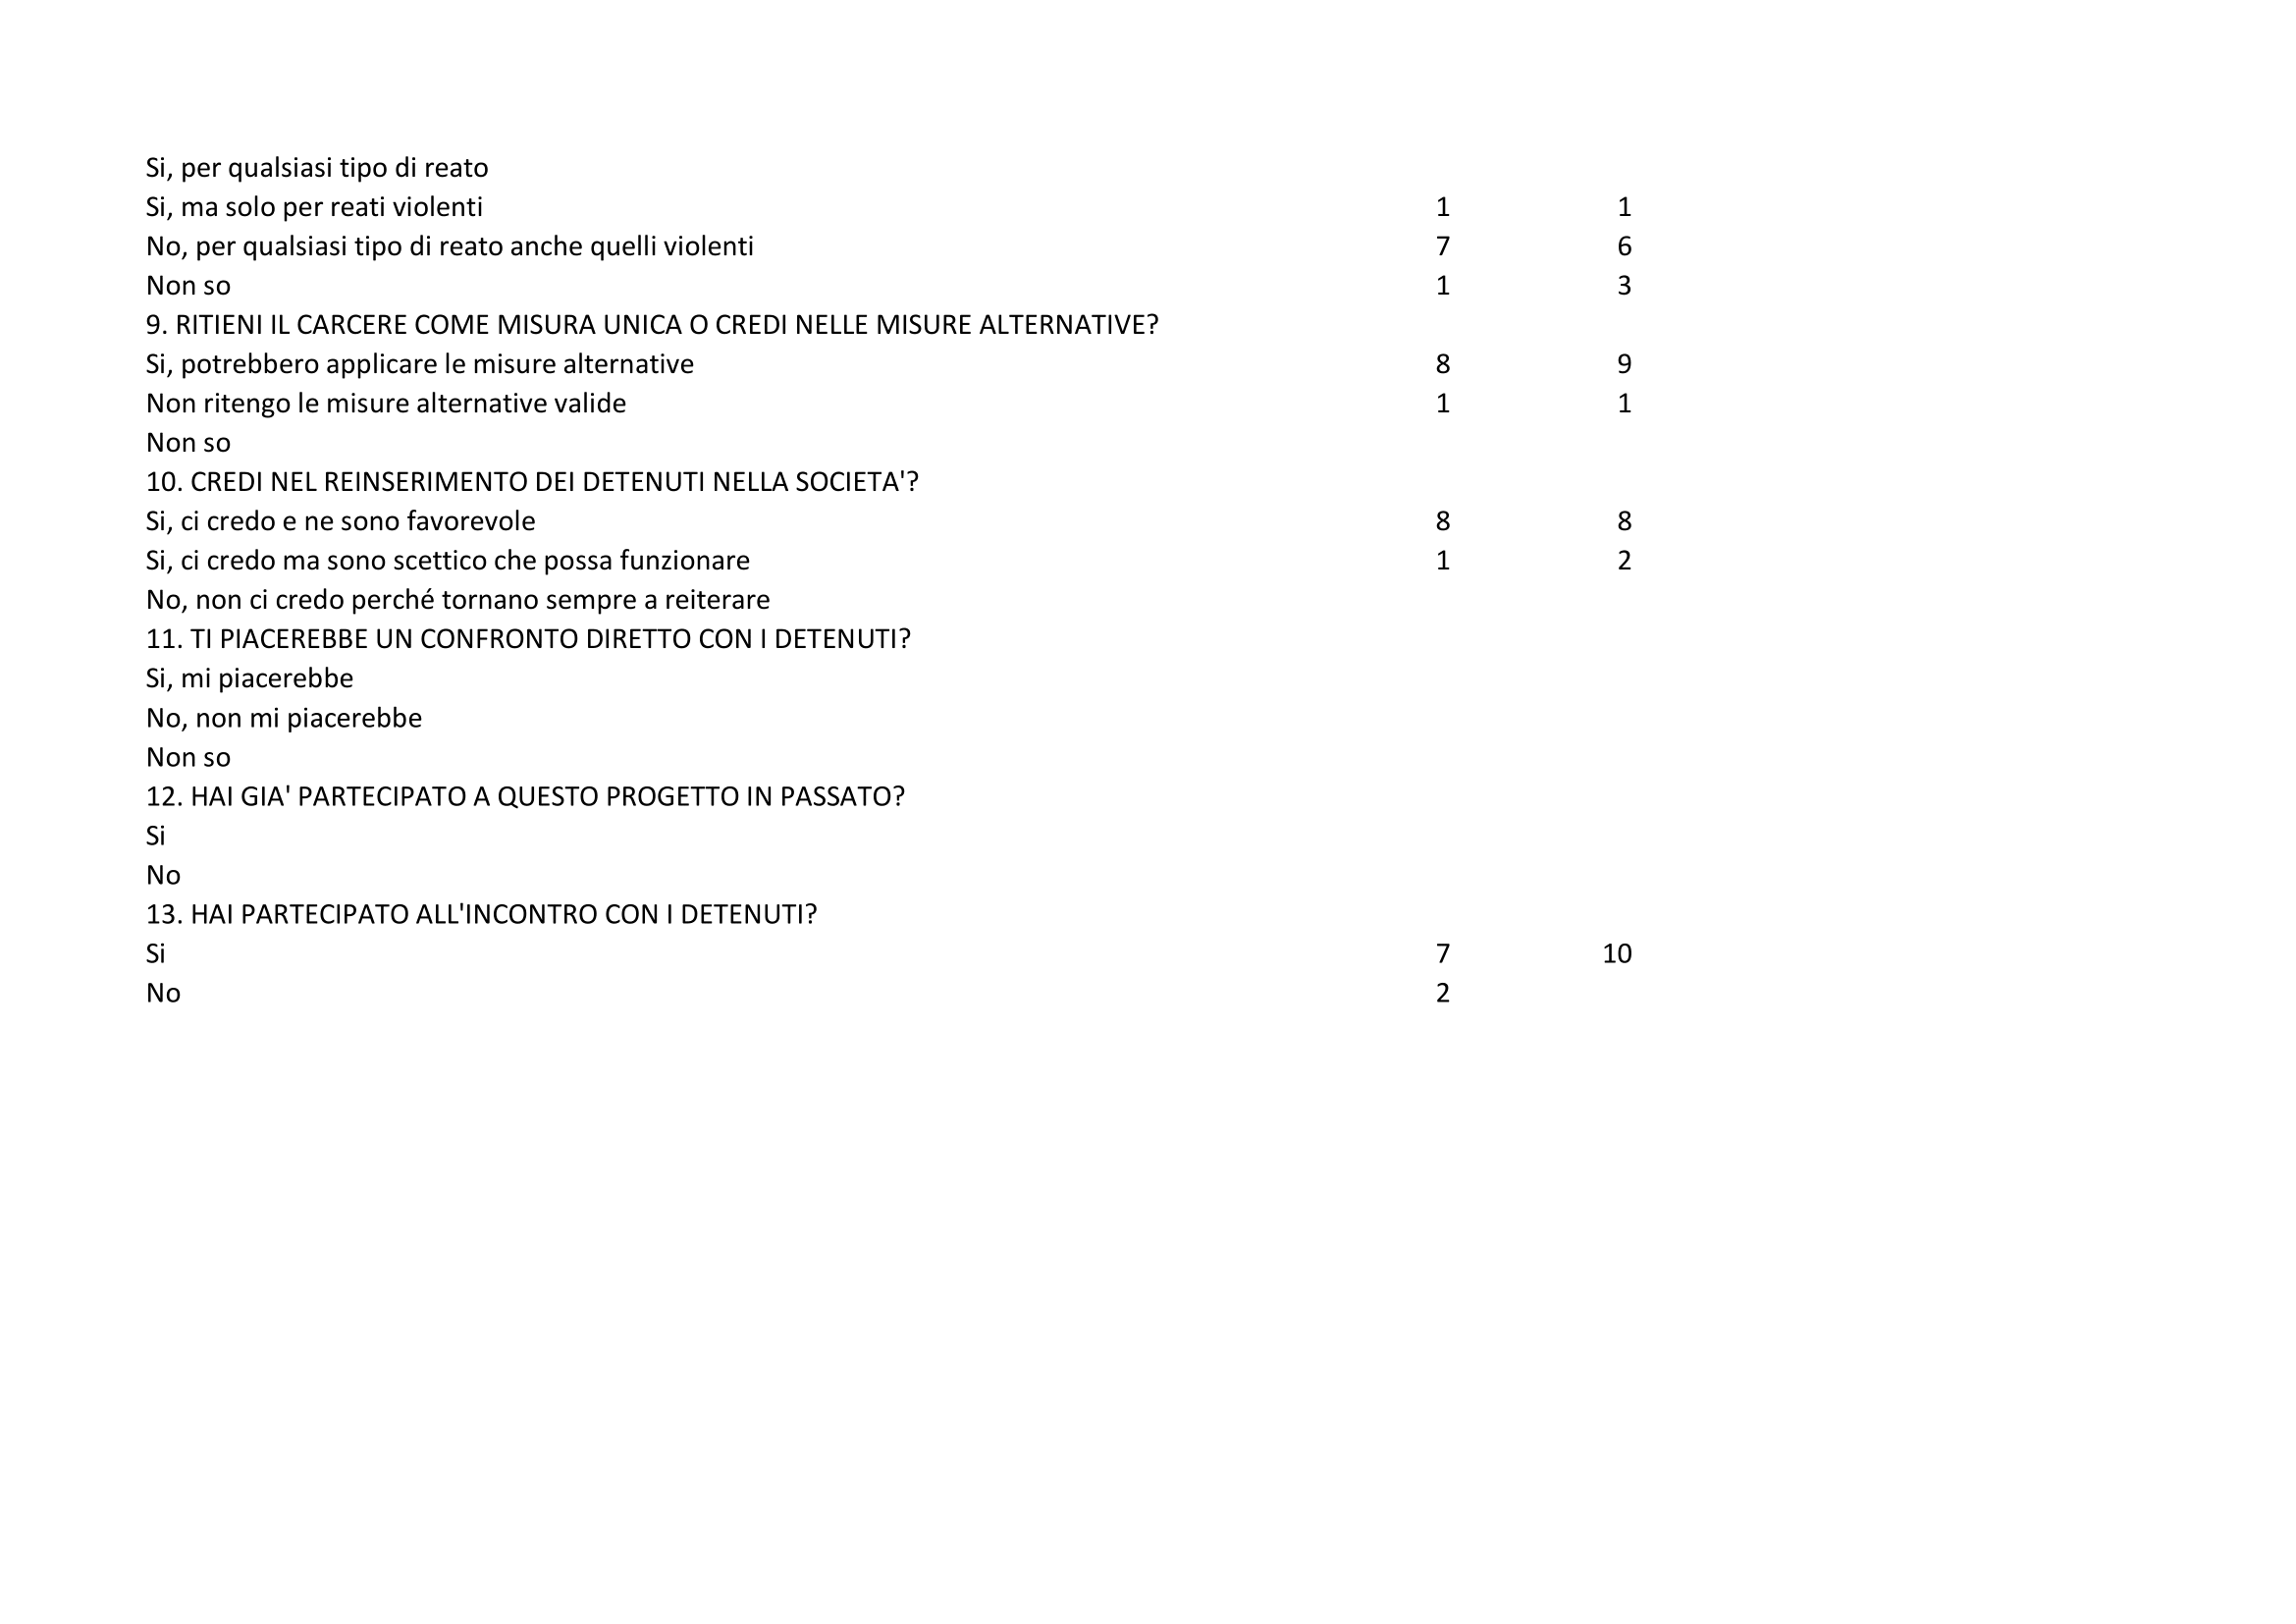 Si, per qualsiasi tipo di reato
Si, ma solo per reati violenti 1 1
No, per qualsiasi tipo di reato anche quelli violenti 7 6
Non so 1 3
9. RITIENI IL CARCERE COME MISURA UNICA O CREDI NELLE MISURE ALTERNATIVE?
Si, potrebbero applicare le misure alternative 8 9
Non ritengo le misure alternative valide 1 1
Non so
10. CREDI NEL REINSERIMENTO DEI DETENUTI NELLA SOCIETA'?
Si, ci credo e ne sono favorevole 8 8
Si, ci credo ma sono scettico che possa funzionare 1 2
No, non ci credo perché tornano sempre a reiterare
11. TI PIACEREBBE UN CONFRONTO DIRETTO CON I DETENUTI?
Si, mi piacerebbe
No, non mi piacerebbe
Non so
12. HAI GIA' PARTECIPATO A QUESTO PROGETTO IN PASSATO?
Si
No
13. HAI PARTECIPATO ALL'INCONTRO CON I DETENUTI?
Si 7 10
No 2